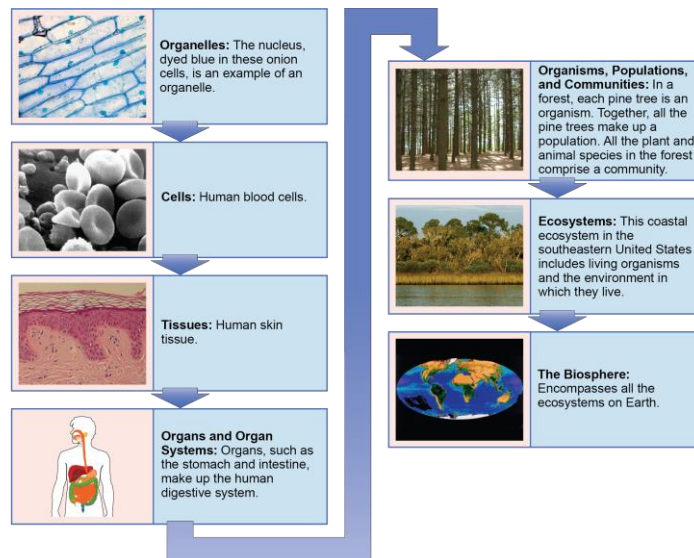 Organelles: The nucleus,
dyed blue in these onion
cells, is an example of an
organelle.
Cells: Human blood cells.
Tissues: Human skin
tissue.
Organs and Organ
Systems: Organs, such as
the stomach and intestine,
make up the human
digestive system.
Organisms, Populations,
and Communities: In a
forest, each pine tree is an
organism. Together, all the
pine trees make up a
population. All the plant and
animal species in the forest
comprise a community.
Ecosystems: This coastal
ecosystem in the
southeastern United States
includes living organisms
and the environment in
which they live.
The Biosphere:
Encompasses all the
ecosystems on Earth.